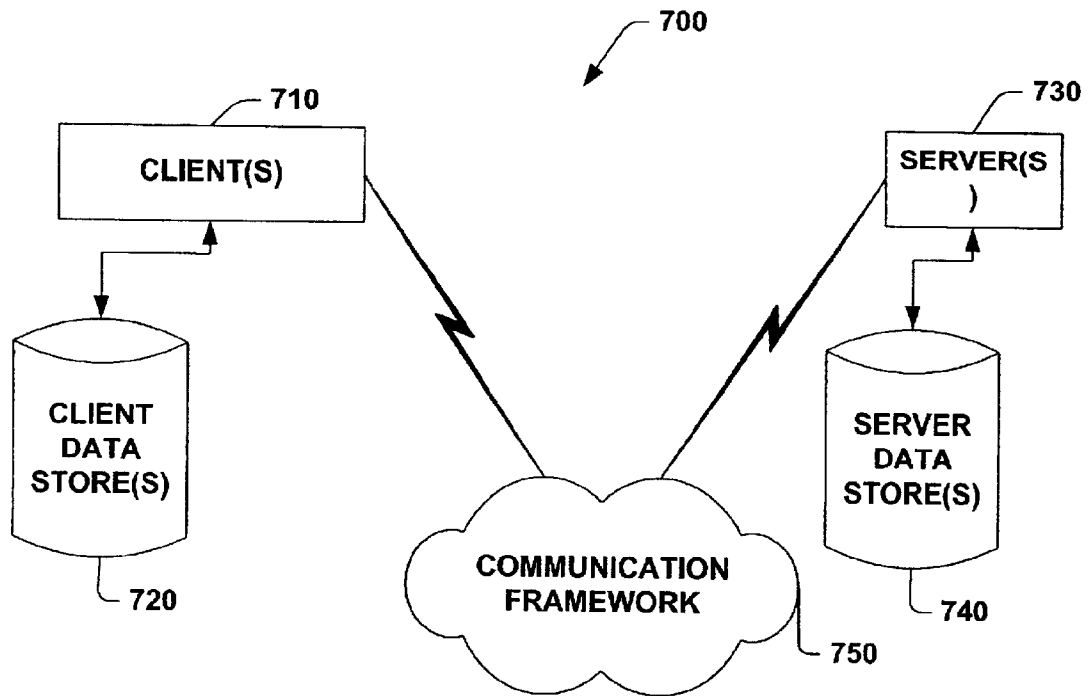 700
710
CLIENT(S)
730
SERVER(S
)
CLIENT
DATA
STORE(S)
720
SERVER
DATA
STORE(S)
740
COMMUNICATION
FRAMEWORK
750